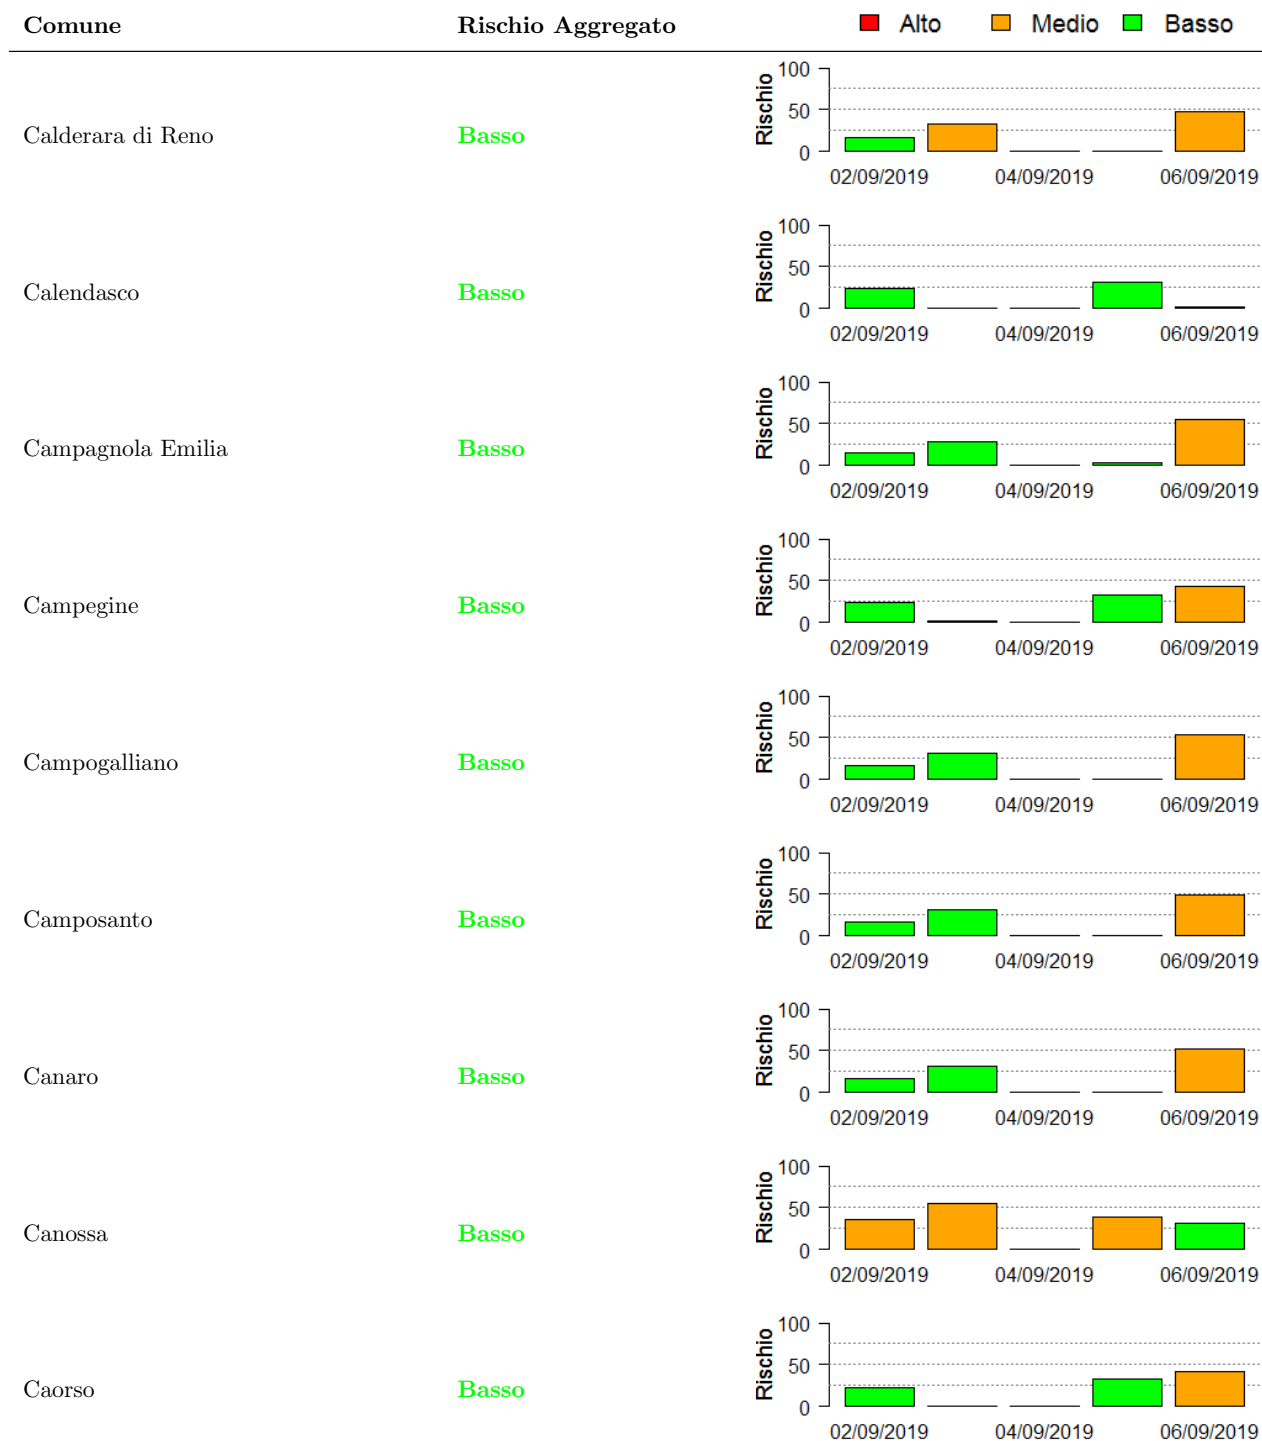 Comune Rischio Aggregato Alto Medio Basso
100
50
0
Rischio
Calderara di Reno Basso
02/09/2019 04/09/2019 06/09/2019
100
50
0
Rischio
Calendasco Basso
02/09/2019 04/09/2019 06/09/2019
100
50
0
Rischio
Campagnola Emilia Basso
02/09/2019 04/09/2019 06/09/2019
100
50
0
Rischio
Campegine Basso
02/09/2019 04/09/2019 06/09/2019
100
50
0
Rischio
Campogalliano Basso
02/09/2019 04/09/2019 06/09/2019
100
50
0
Rischio
Camposanto Basso
02/09/2019 04/09/2019 06/09/2019
100
50
0
Rischio
Canaro Basso
02/09/2019 04/09/2019 06/09/2019
100
50
0
Rischio
Canossa Basso
02/09/2019 04/09/2019 06/09/2019
100
50
0
Rischio
Caorso Basso
02/09/2019 04/09/2019 06/09/2019